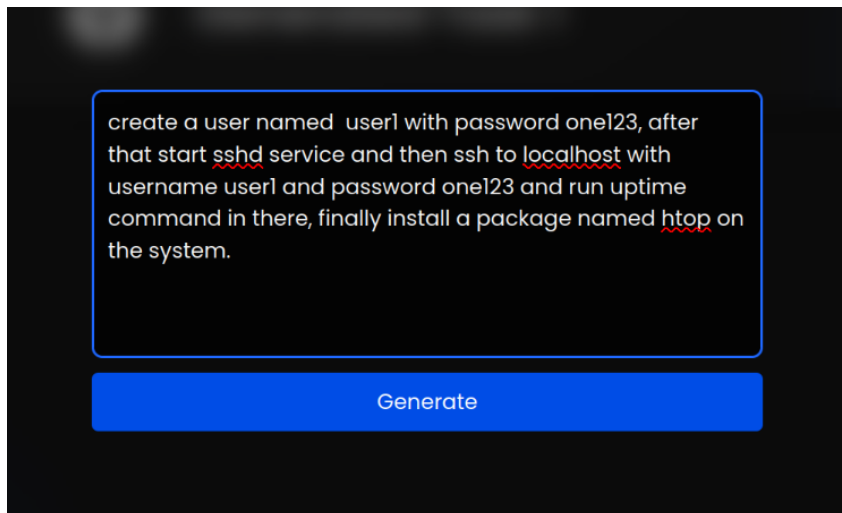 create a user named  user1 with password one123, after
that start sshd service and then ssh to localhost with
username user1 and password one123 and run uptime
command in there, finally install a package named htop on
the system.
Generate